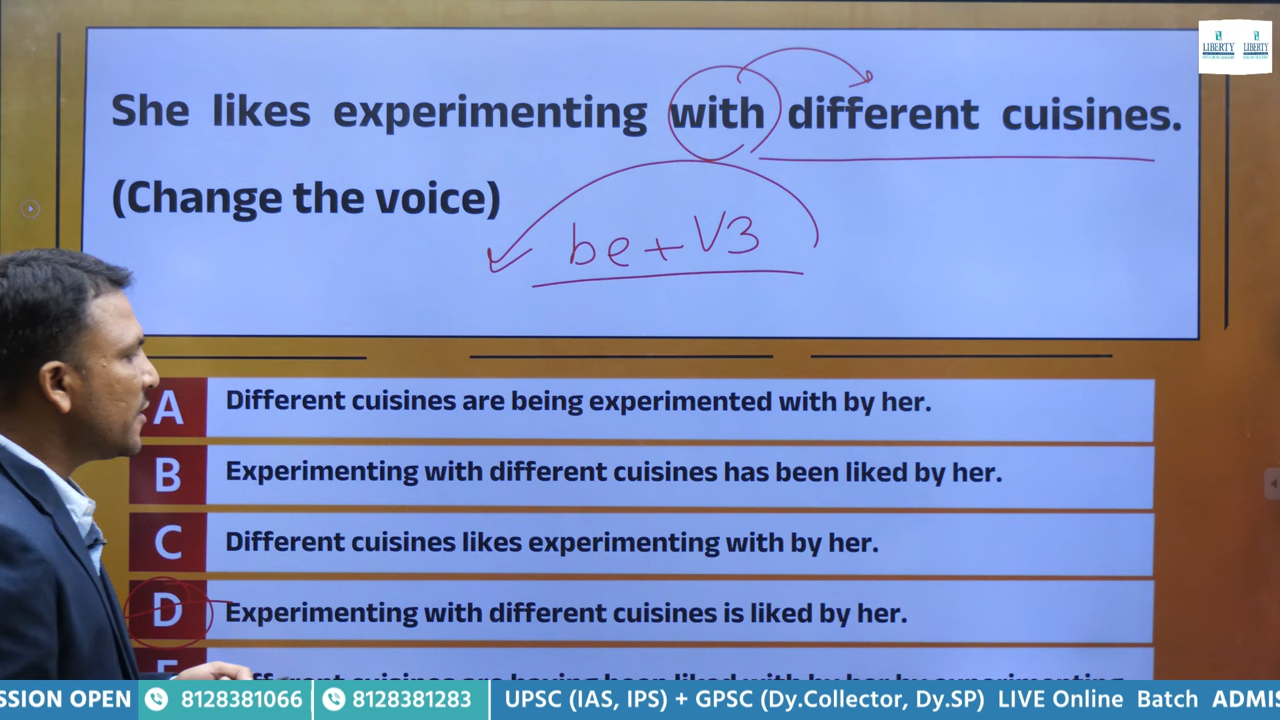 LIBERTY LIBERTY
She likes experimenting with different cuisines.
(Change the voice)
be + V3
A Different cuisines are being experimented with by her.
B Experimenting with different cuisines has been liked by her.
C Different cuisines likes experimenting with by her.
D Experimenting with different cuisines is liked by her.
SSION OPEN 8128381066 8128381283 UPSC (IAS, IPS) + GPSC (Dy.Collector, Dy.SP) LIVE Online Batch ADMIS